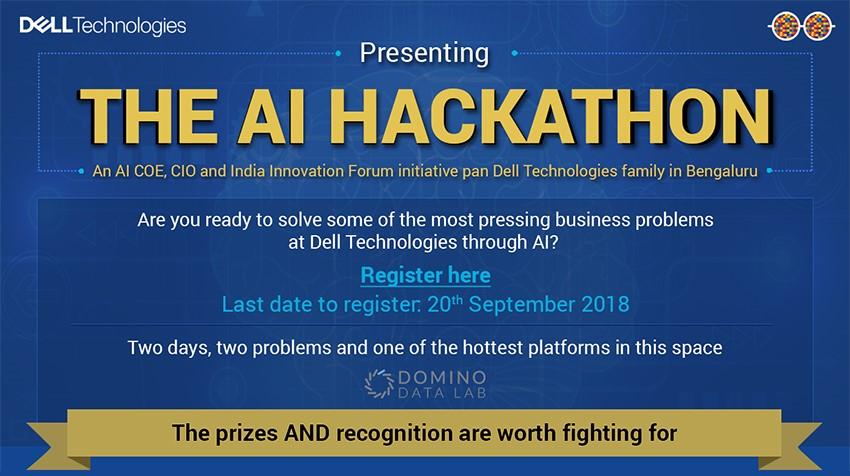 DELLTechnologies
Presenting
THE AI HACKATHON
An AI COE, CIO and India Innovation Forum initiative pan Dell Technologies family in Bengaluru
Are you ready to solve some of the most pressing business problems
at Dell Technologies through AI?
Register here
Last date to register: 20th September 2018
Two days, two problems and one of the hottest platforms in this space
DOMINO
DATA LAB
The prizes AND recognition are worth fighting for